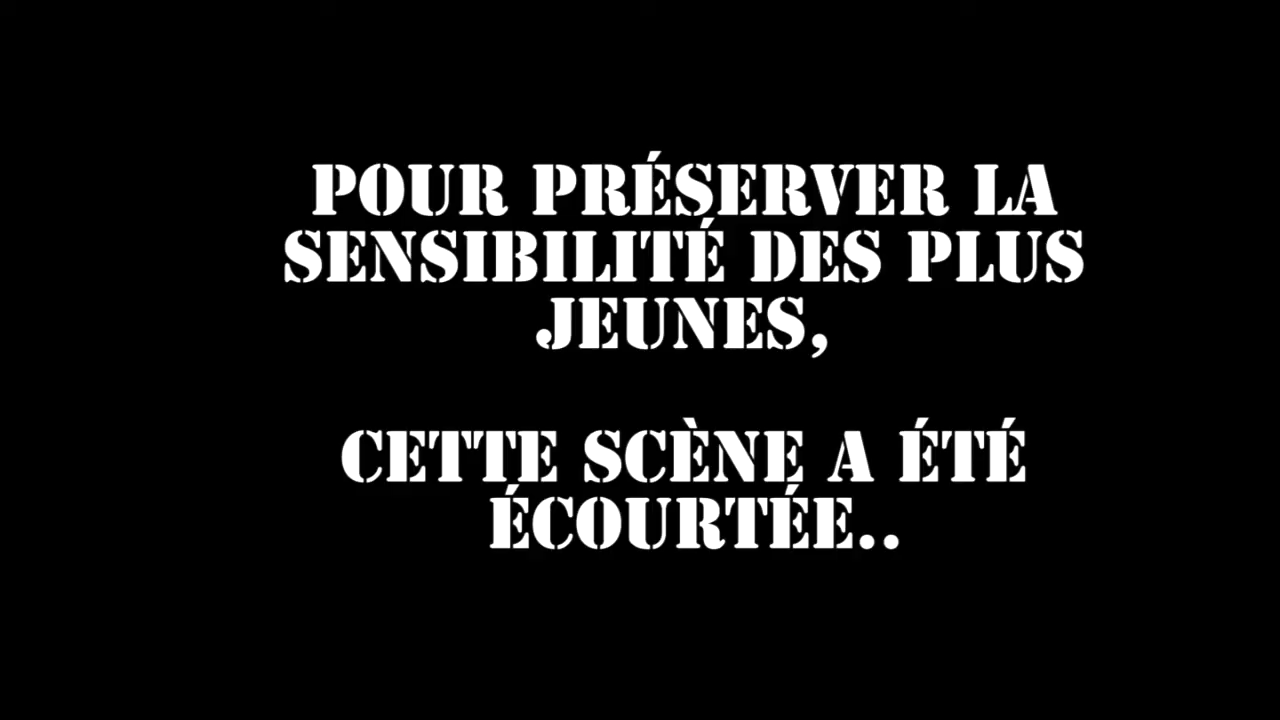 POUR PRÉSERVER LA
SENSIBILITÉ DES PLUS
JEUNES,
CETTE SCÈNE A ÉTÉ
ÉCOURTÉE..